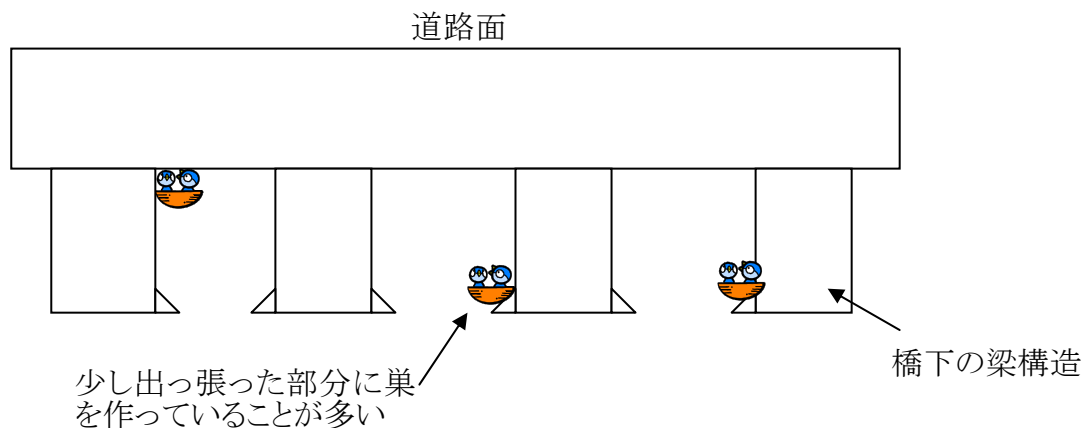 道路面
橋下の梁構造
少し出っ張った部分に巣
を作っていることが多い